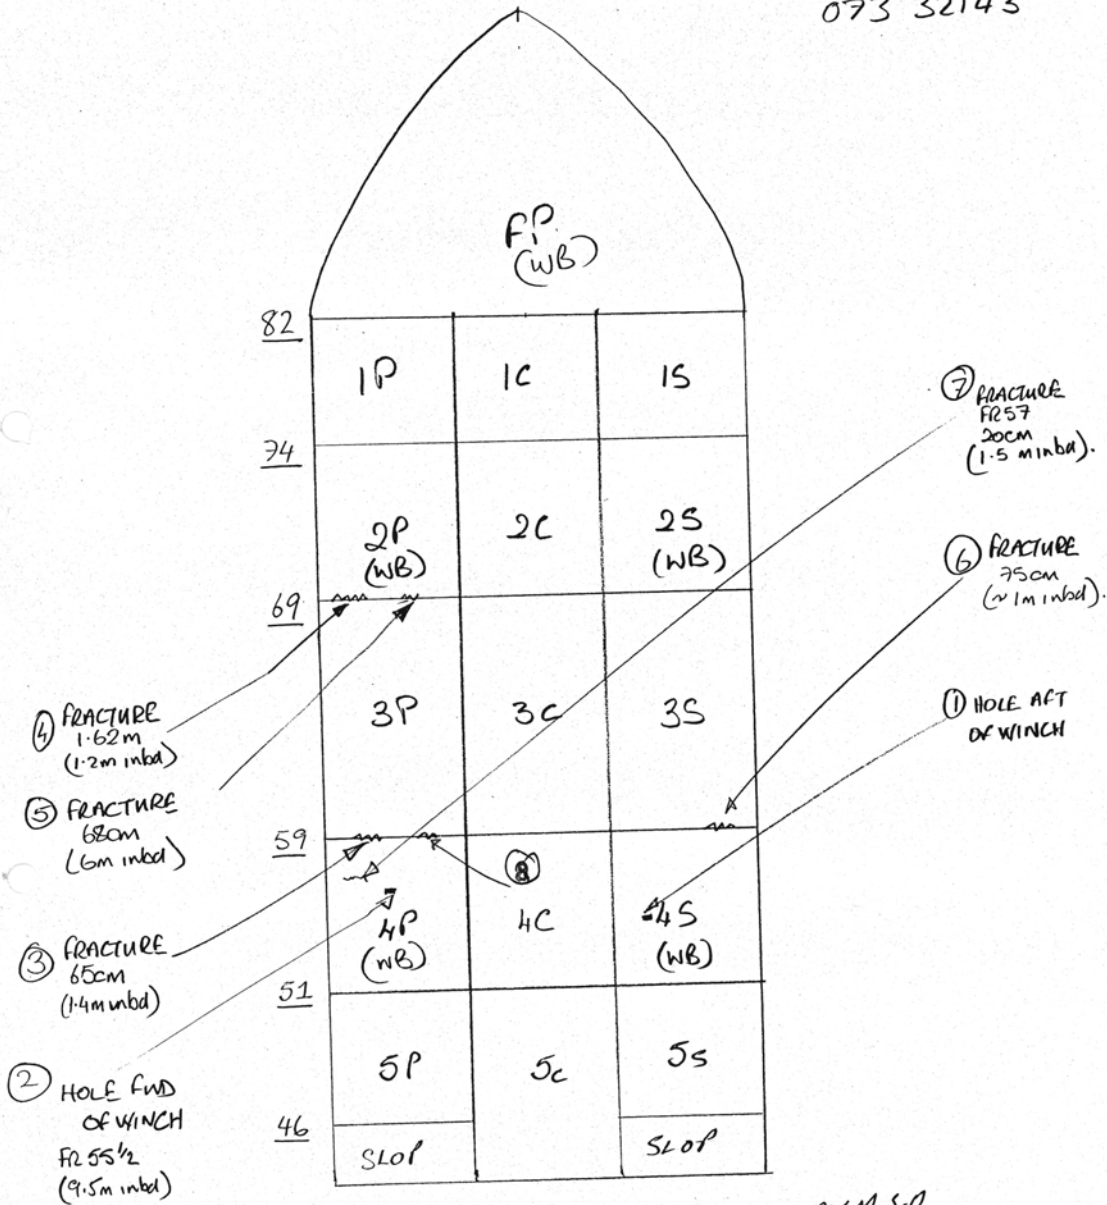 073 32143
F.P.
(WB)
82
1P
1C
1S
74
2P
(WB)
2C
2S
(WB)
69
3P
3C
3S
59
4P
(WB)
4C
4S
(WB)
51
5P
5C
5S
46
SLOP
SLOP
⑦ FRACTURE
FR57
20cm
(1.5 m inbd).
⑥ FRACTURE
75cm
(~1m inbd).
① HOLE AFT
OF WINCH
④ FRACTURE
1.62m
(1.2m inbd)
⑤ FRACTURE
68cm
(6m inbd)
⑧
③ FRACTURE
65cm
(1.4m inbd)
② HOLE FWD
OF WINCH
FR 55 1/2
(9.5m inbd)